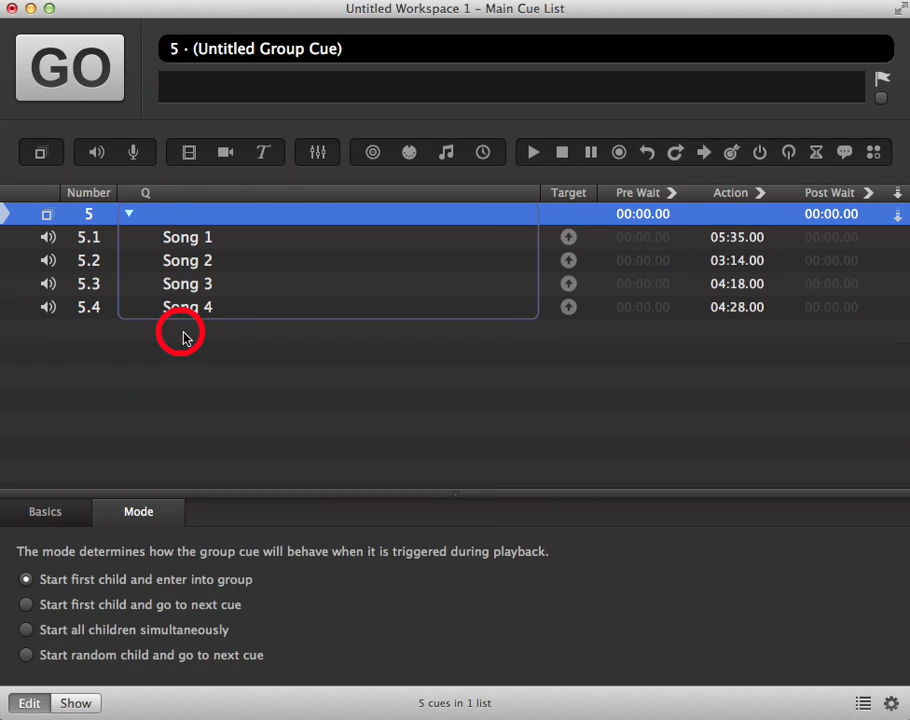 Untitled Workspace 1 – Main Cue List
GO
5 · (Untitled Group Cue)
Number Q Target Pre Wait Action Post Wait
5 00:00.00 00:00.00
5.1 Song 1 00:00.00 05:35.00 00:00.00
5.2 Song 2 00:00.00 03:14.00 00:00.00
5.3 Song 3 00:00.00 04:18.00 00:00.00
5.4 Song 4 00:00.00 04:28.00 00:00.00
Basics Mode
The mode determines how the group cue will behave when it is triggered during playback.
Start first child and enter into group
Start first child and go to next cue
Start all children simultaneously
Start random child and go to next cue
Edit Show 5 cues in 1 list